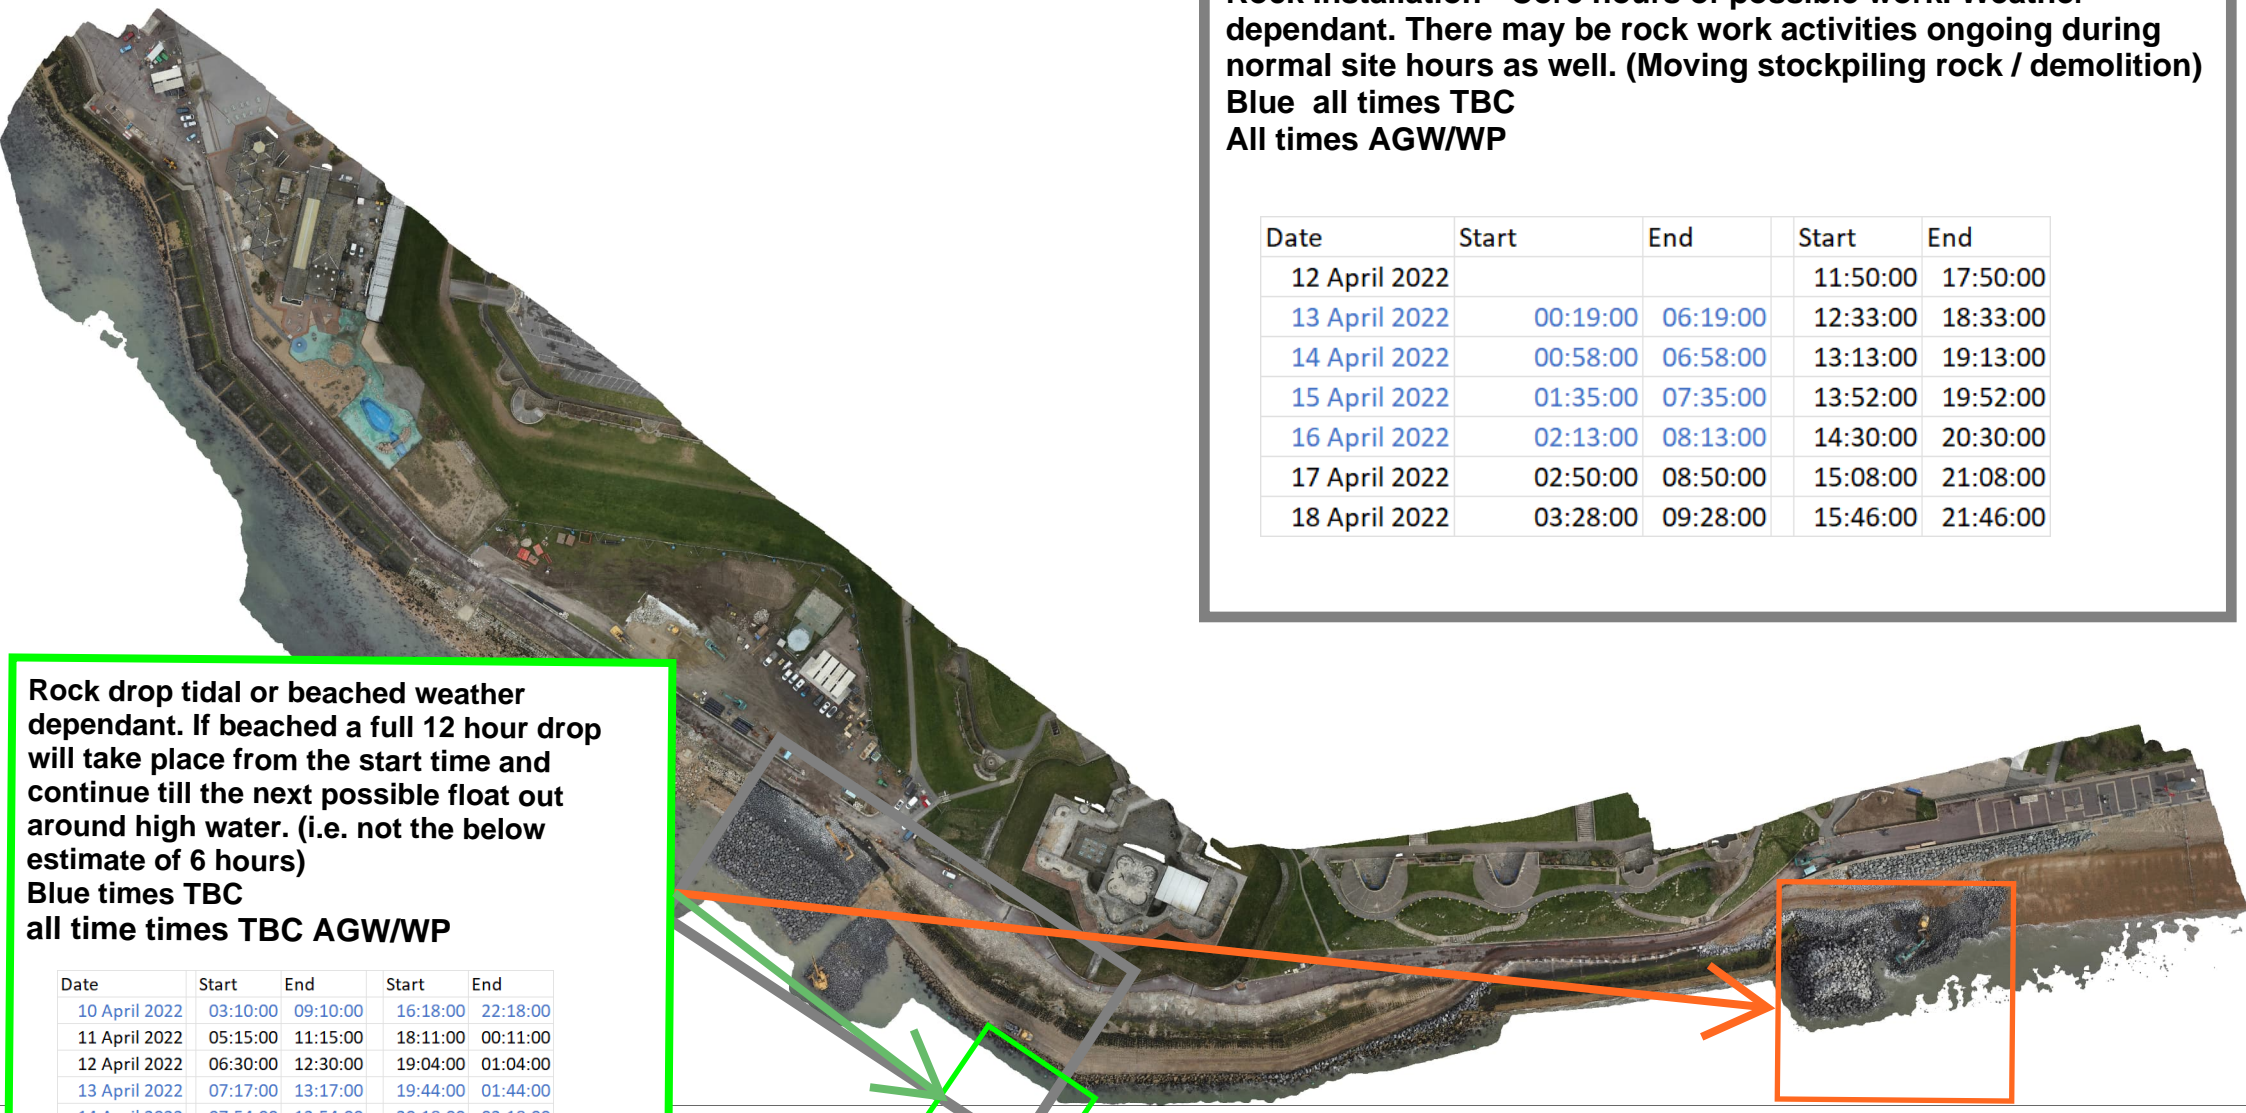 Rock installation - Core hours of possible work. Weather
dependant. There may be rock work activities ongoing during
normal site hours as well. (Moving stockpiling rock / demolition)
Blue all times TBC
All times AGW/WP
Date Start End Start End
12 April 2022 11:50:00 17:50:00
13 April 2022 00:19:00 06:19:00 12:33:00 18:33:00
14 April 2022 00:58:00 06:58:00 13:13:00 19:13:00
15 April 2022 01:35:00 07:35:00 13:52:00 19:52:00
16 April 2022 02:13:00 08:13:00 14:30:00 20:30:00
17 April 2022 02:50:00 08:50:00 15:08:00 21:08:00
18 April 2022 03:28:00 09:28:00 15:46:00 21:46:00
Rock drop tidal or beached weather
dependant. If beached a full 12 hour drop
will take place from the start time and
continue till the next possible float out
around high water. (i.e. not the below
estimate of 6 hours)
Blue times TBC
all time times TBC AGW/WP
Date Start End Start End
10 April 2022 03:10:00 09:10:00 16:18:00 22:18:00
11 April 2022 05:15:00 11:15:00 18:11:00 00:11:00
12 April 2022 06:30:00 12:30:00 19:04:00 01:04:00
13 April 2022 07:17:00 13:17:00 19:44:00 01:44:00